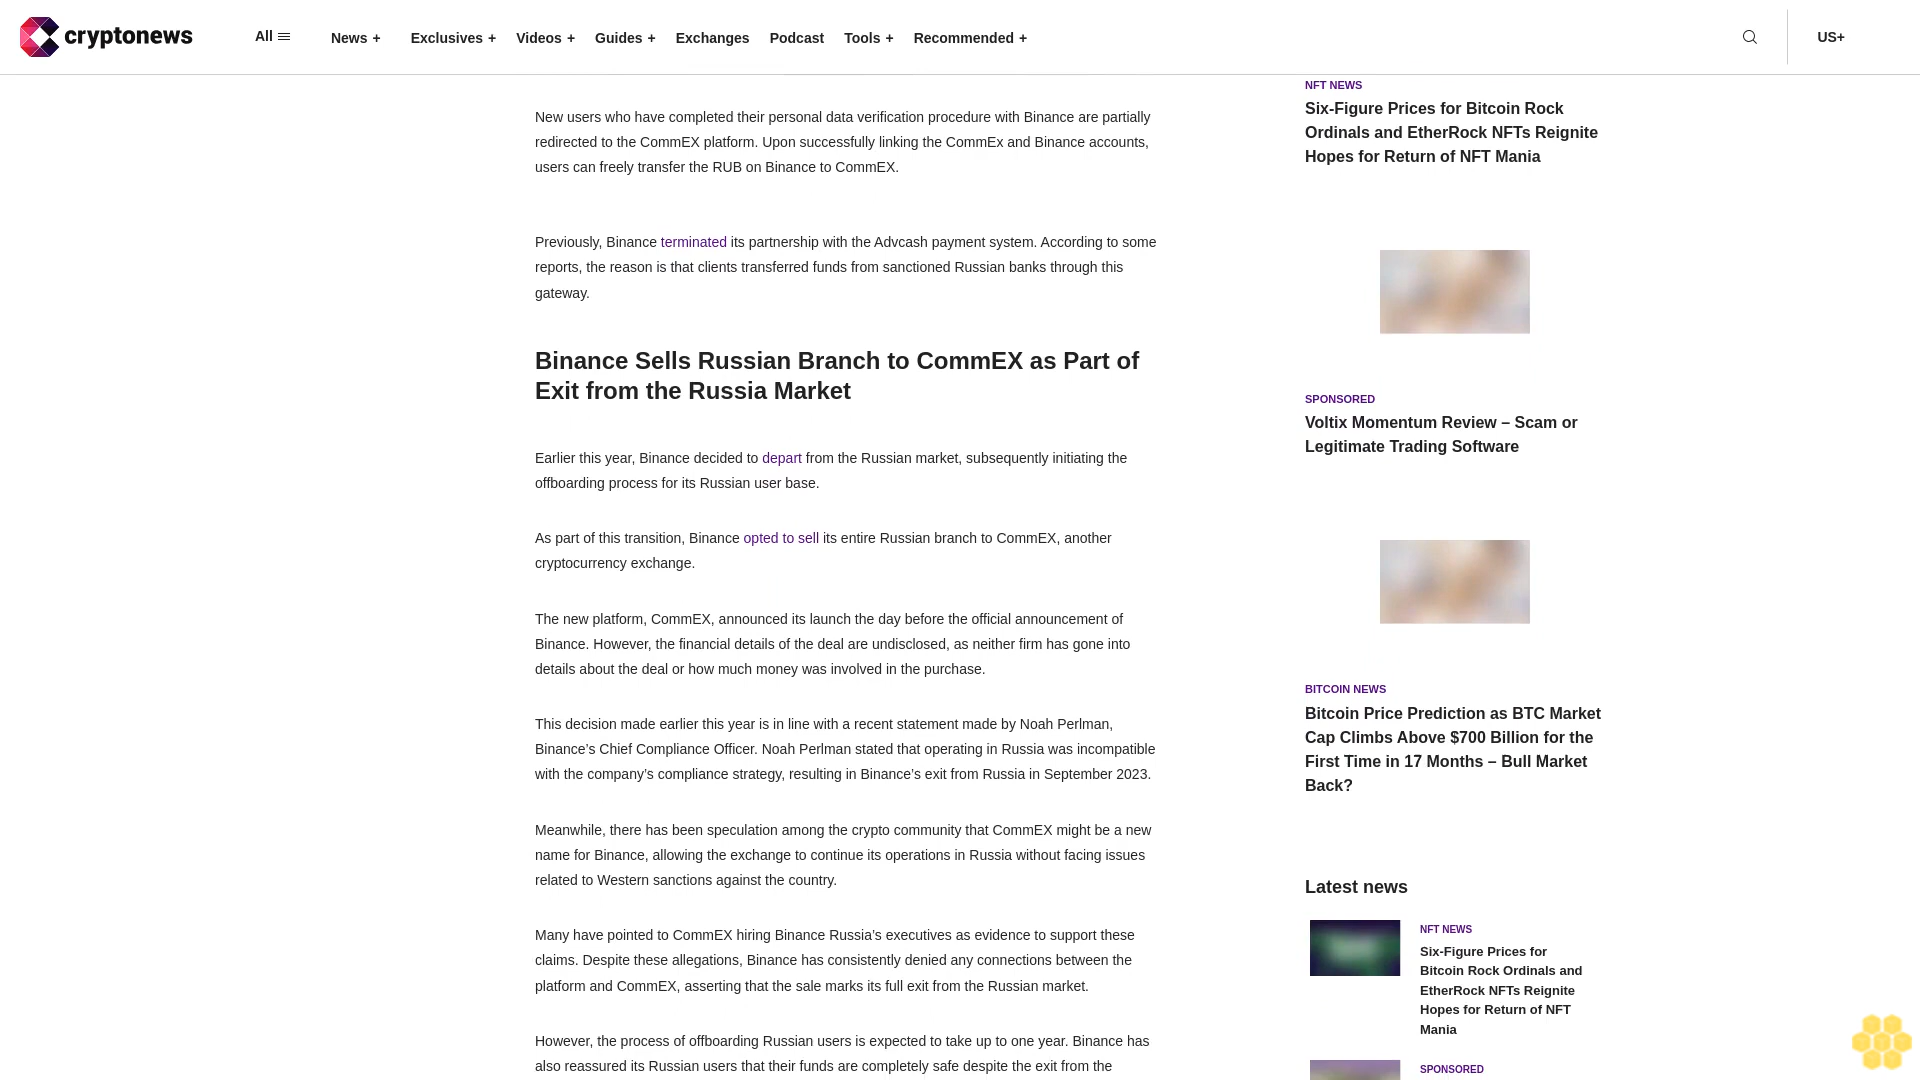 cryptonews
All
News +
Exclusives +
Videos +
Guides +
Exchanges
Podcast
Tools +
Recommended +
US+
New users who have completed their personal data verification procedure with Binance are partially
redirected to the CommEX platform. Upon successfully linking the CommEx and Binance accounts,
users can freely transfer the RUB on Binance to CommEX.
Previously, Binance terminated its partnership with the Advcash payment system. According to some
reports, the reason is that clients transferred funds from sanctioned Russian banks through this
gateway.
Binance Sells Russian Branch to CommEX as Part of
Exit from the Russia Market
Earlier this year, Binance decided to depart from the Russian market, subsequently initiating the
offboarding process for its Russian user base.
As part of this transition, Binance opted to sell its entire Russian branch to CommEX, another
cryptocurrency exchange.
The new platform, CommEX, announced its launch the day before the official announcement of
Binance. However, the financial details of the deal are undisclosed, as neither firm has gone into
details about the deal or how much money was involved in the purchase.
This decision made earlier this year is in line with a recent statement made by Noah Perlman,
Binance’s Chief Compliance Officer. Noah Perlman stated that operating in Russia was incompatible
with the company’s compliance strategy, resulting in Binance’s exit from Russia in September 2023.
Meanwhile, there has been speculation among the crypto community that CommEX might be a new
name for Binance, allowing the exchange to continue its operations in Russia without facing issues
related to Western sanctions against the country.
Many have pointed to CommEX hiring Binance Russia’s executives as evidence to support these
claims. Despite these allegations, Binance has consistently denied any connections between the
platform and CommEX, asserting that the sale marks its full exit from the Russian market.
However, the process of offboarding Russian users is expected to take up to one year. Binance has
also reassured its Russian users that their funds are completely safe despite the exit from the
NFT NEWS
Six-Figure Prices for Bitcoin Rock
Ordinals and EtherRock NFTs Reignite
Hopes for Return of NFT Mania
SPONSORED
Voltix Momentum Review – Scam or
Legitimate Trading Software
BITCOIN NEWS
Bitcoin Price Prediction as BTC Market
Cap Climbs Above $700 Billion for the
First Time in 17 Months – Bull Market
Back?
Latest news
NFT NEWS
Six-Figure Prices for
Bitcoin Rock Ordinals and
EtherRock NFTs Reignite
Hopes for Return of NFT
Mania
SPONSORED